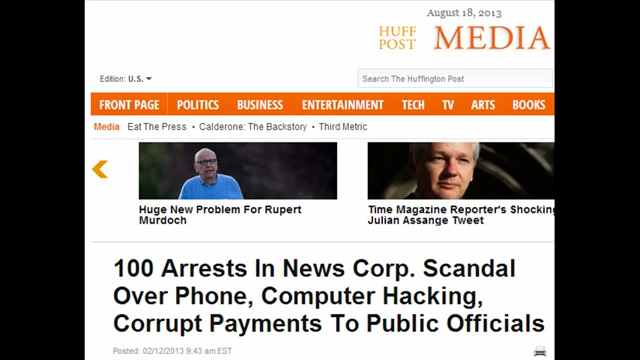 August 18, 2013
HUFF POST MEDIA
Edition: U.S.
Search The Huffington Post
FRONT PAGE POLITICS BUSINESS ENTERTAINMENT TECH TV ARTS BOOKS
Media Eat The Press • Calderone: The Backstory • Third Metric
Huge New Problem For Rupert
Murdoch
Time Magazine Reporter's Shocking
Julian Assange Tweet
100 Arrests In News Corp. Scandal
Over Phone, Computer Hacking,
Corrupt Payments To Public Officials
Posted: 02/12/2013 9:43 am EST